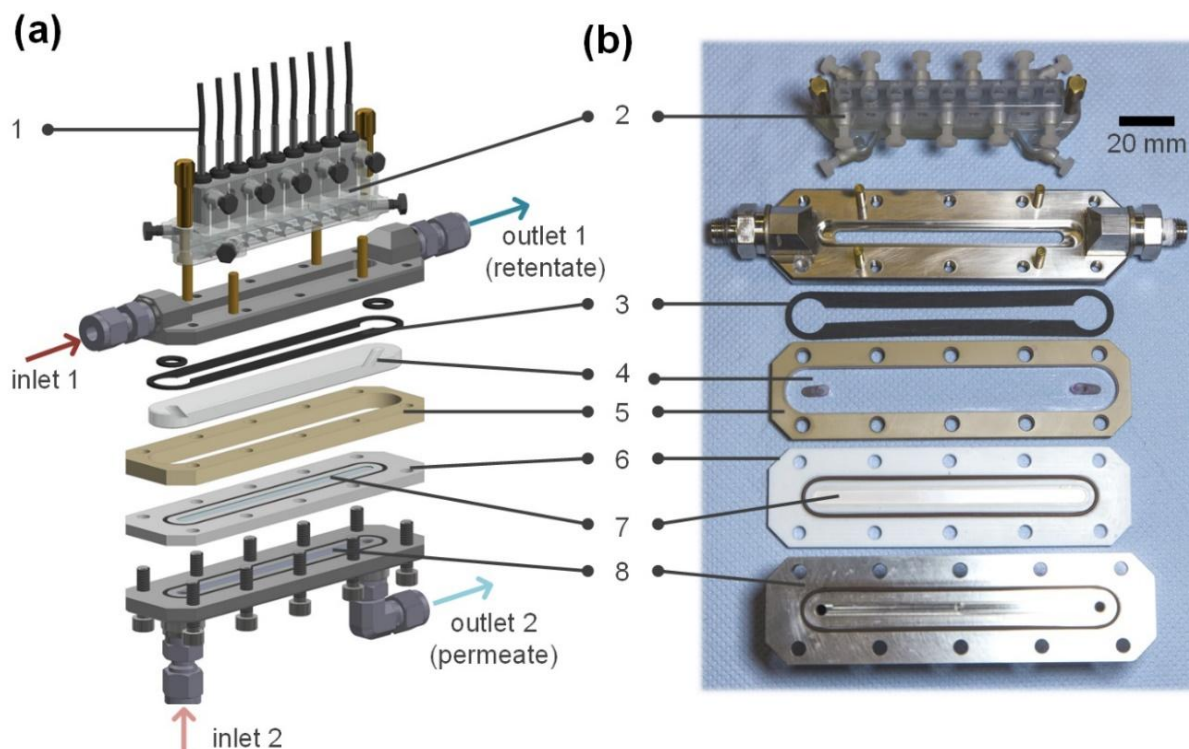 (a)
(b)
1
2
20 mm
outlet 1
(retentate)
3
inlet 1
4
5
6
7
8
outlet 2
(permeate)
inlet 2